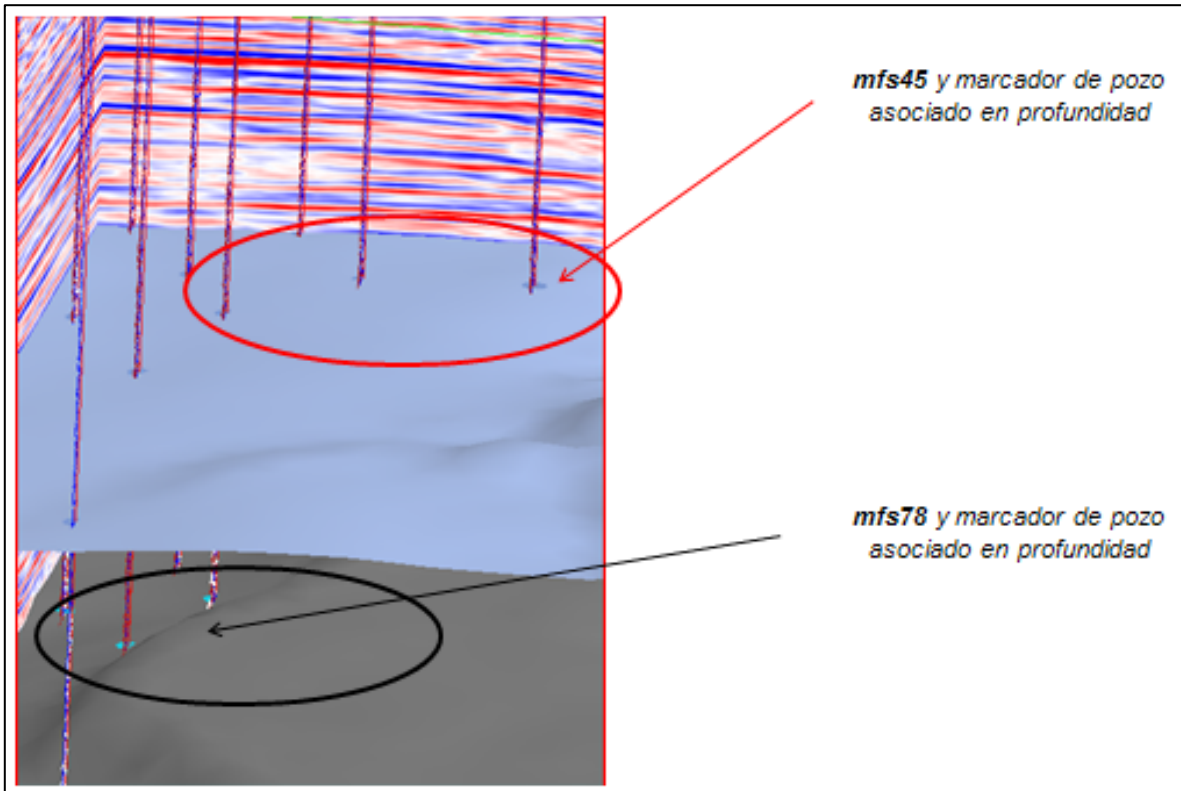 mfs45 y marcador de pozo
asociado en profundidad
mfs78 y marcador de pozo
asociado en profundidad